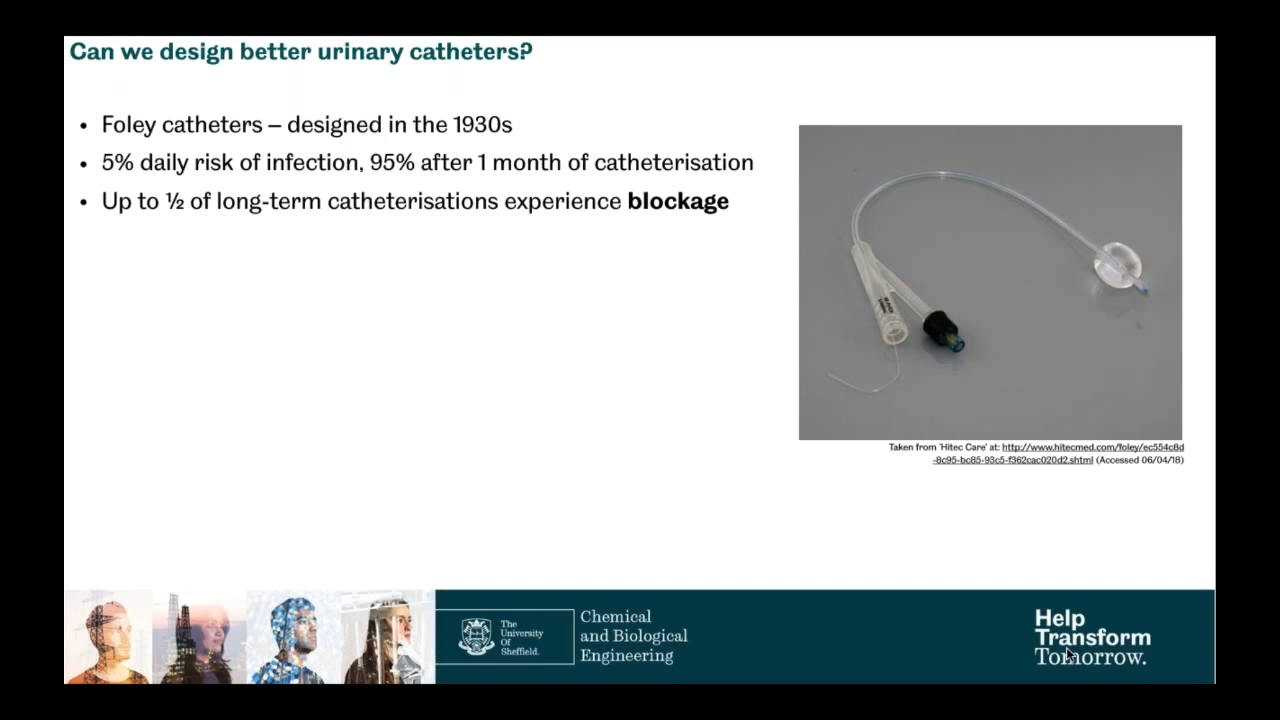 Can we design better urinary catheters?
• Foley catheters – designed in the 1930s
• 5% daily risk of infection, 95% after 1 month of catheterisation
• Up to ½ of long-term catheterisations experience blockage
Taken from 'Hitec Care' at: http://www.hitecmed.com/foley/ec554c8d
-8c95-bc85-93c5-f362cac020d2.shtml (Accessed 06/04/18)
The
University
Of
Sheffield.
Chemical
and Biological
Engineering
Help
Transform
Tomorrow.